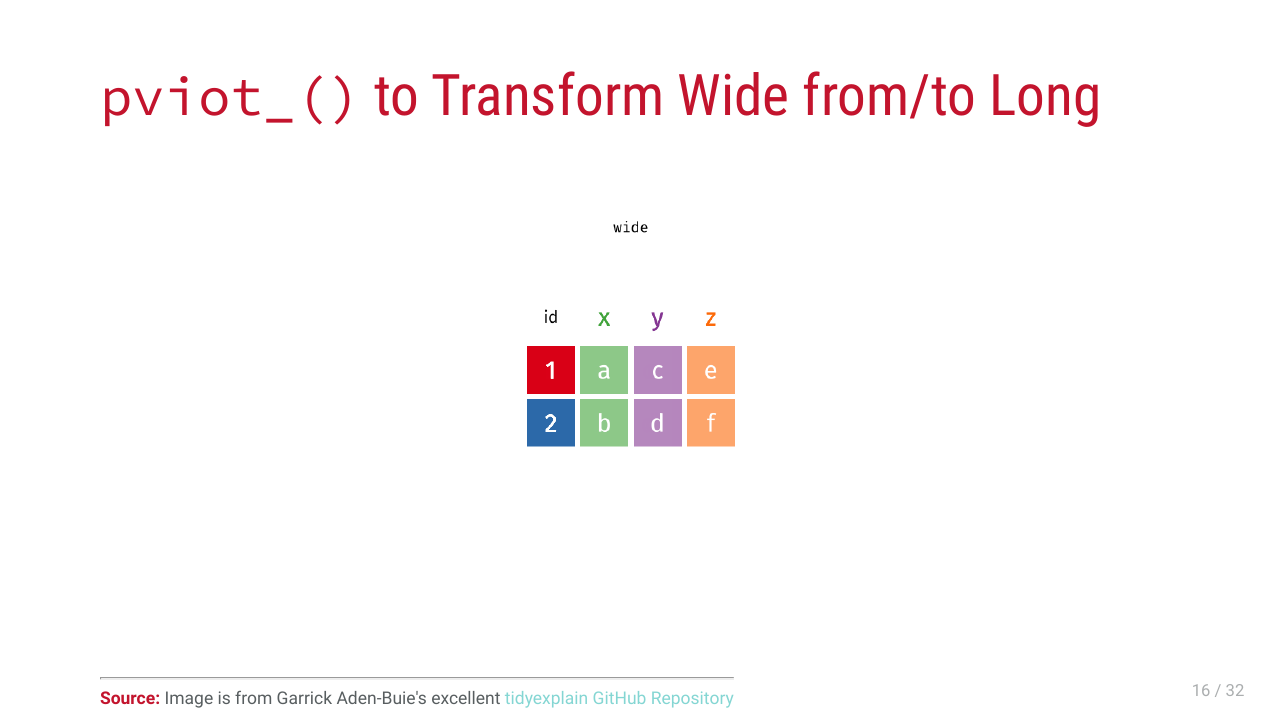 pviot_() to Transform Wide from/to Long
wide
id x y z
1 a c e
2 b d f
Source: Image is from Garrick Aden-Buie's excellent tidyexplain GitHub Repository
16 / 32